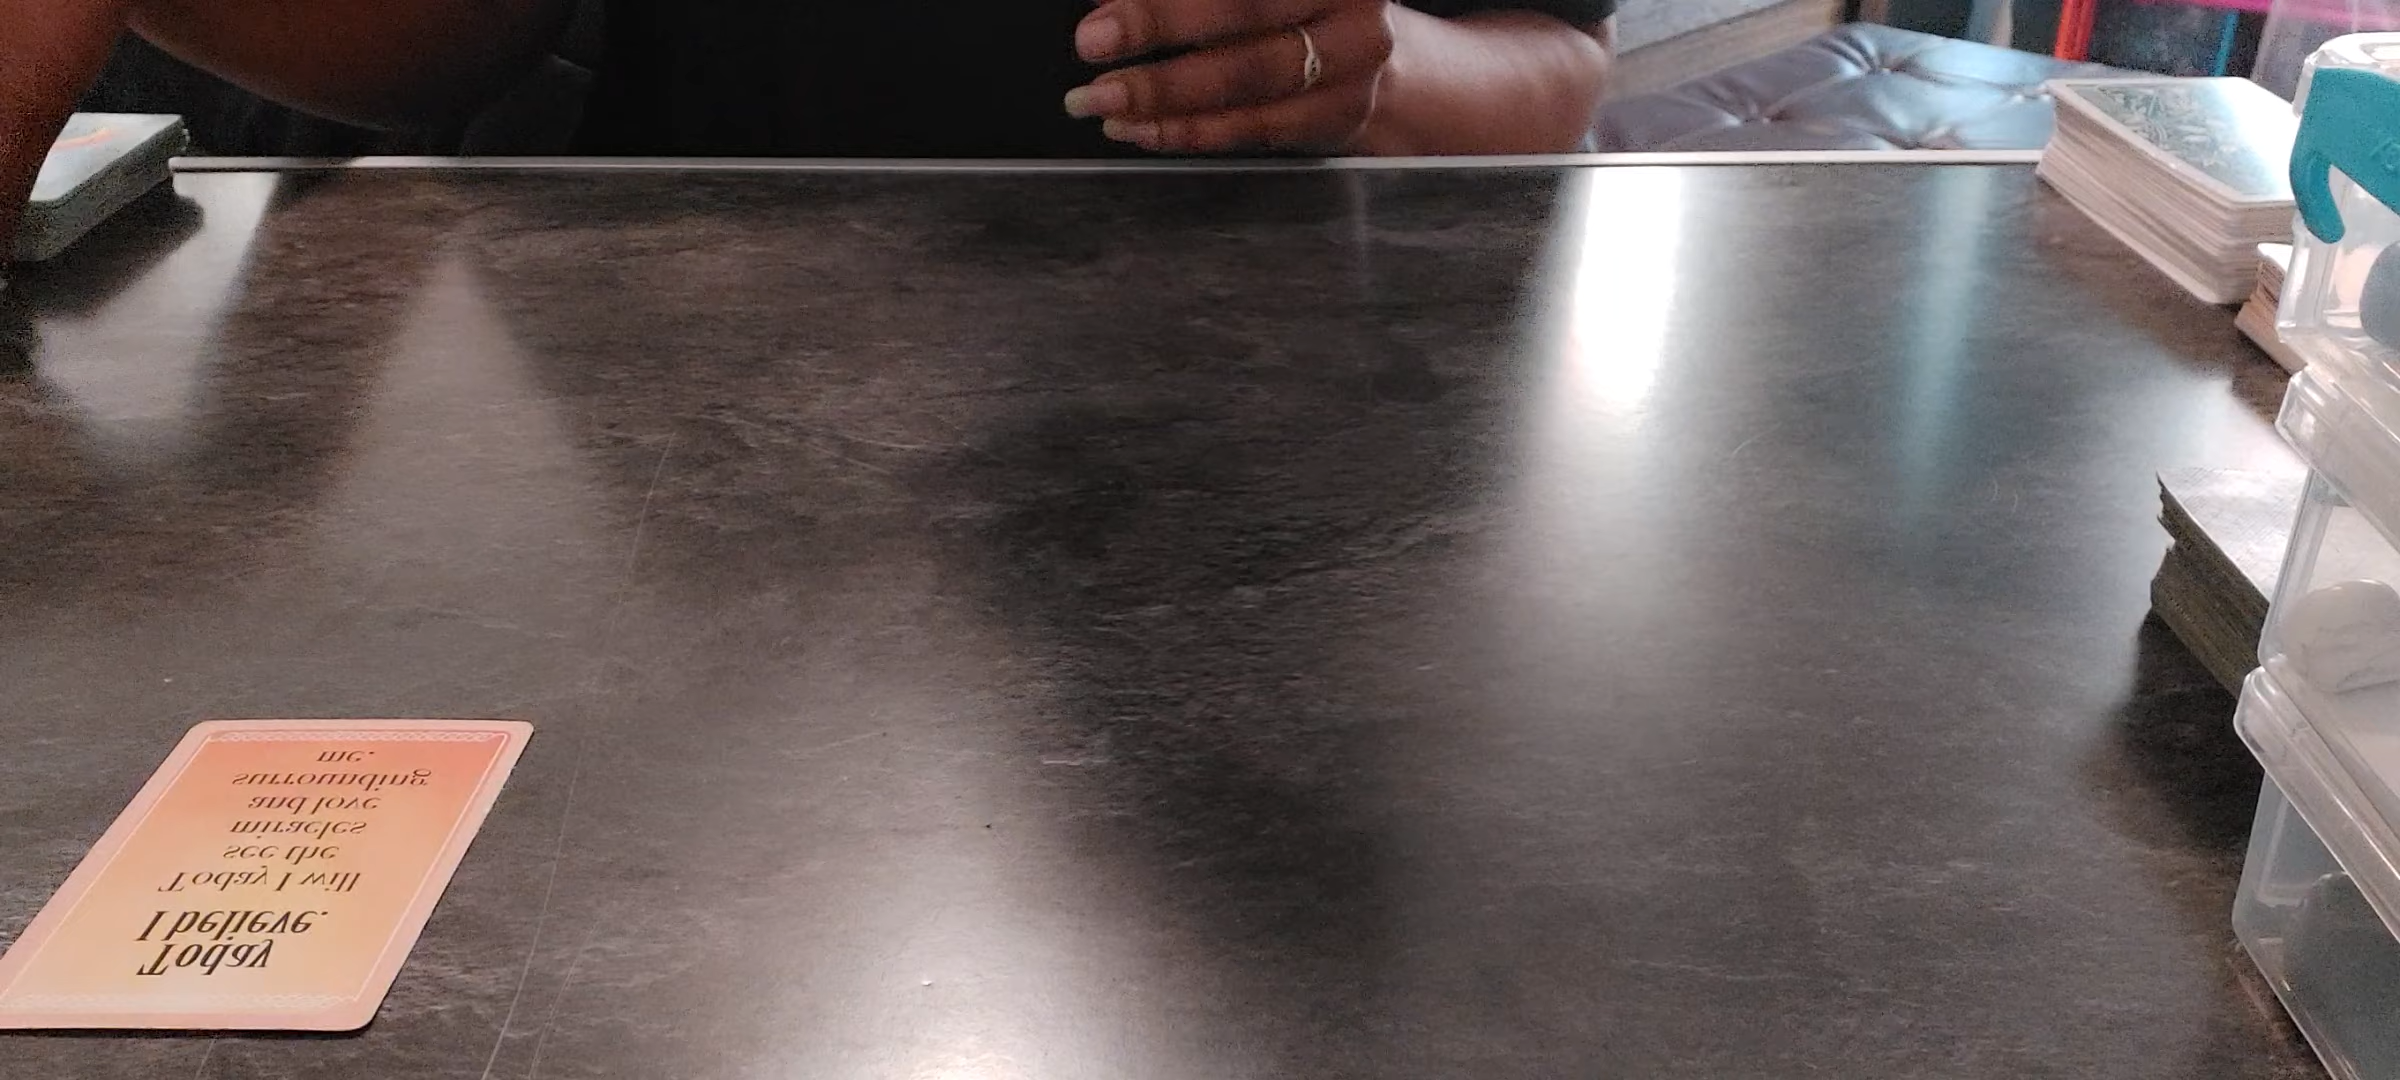 Today
I believe.
Today I will
see the
miracles
and love
surrounding
me.